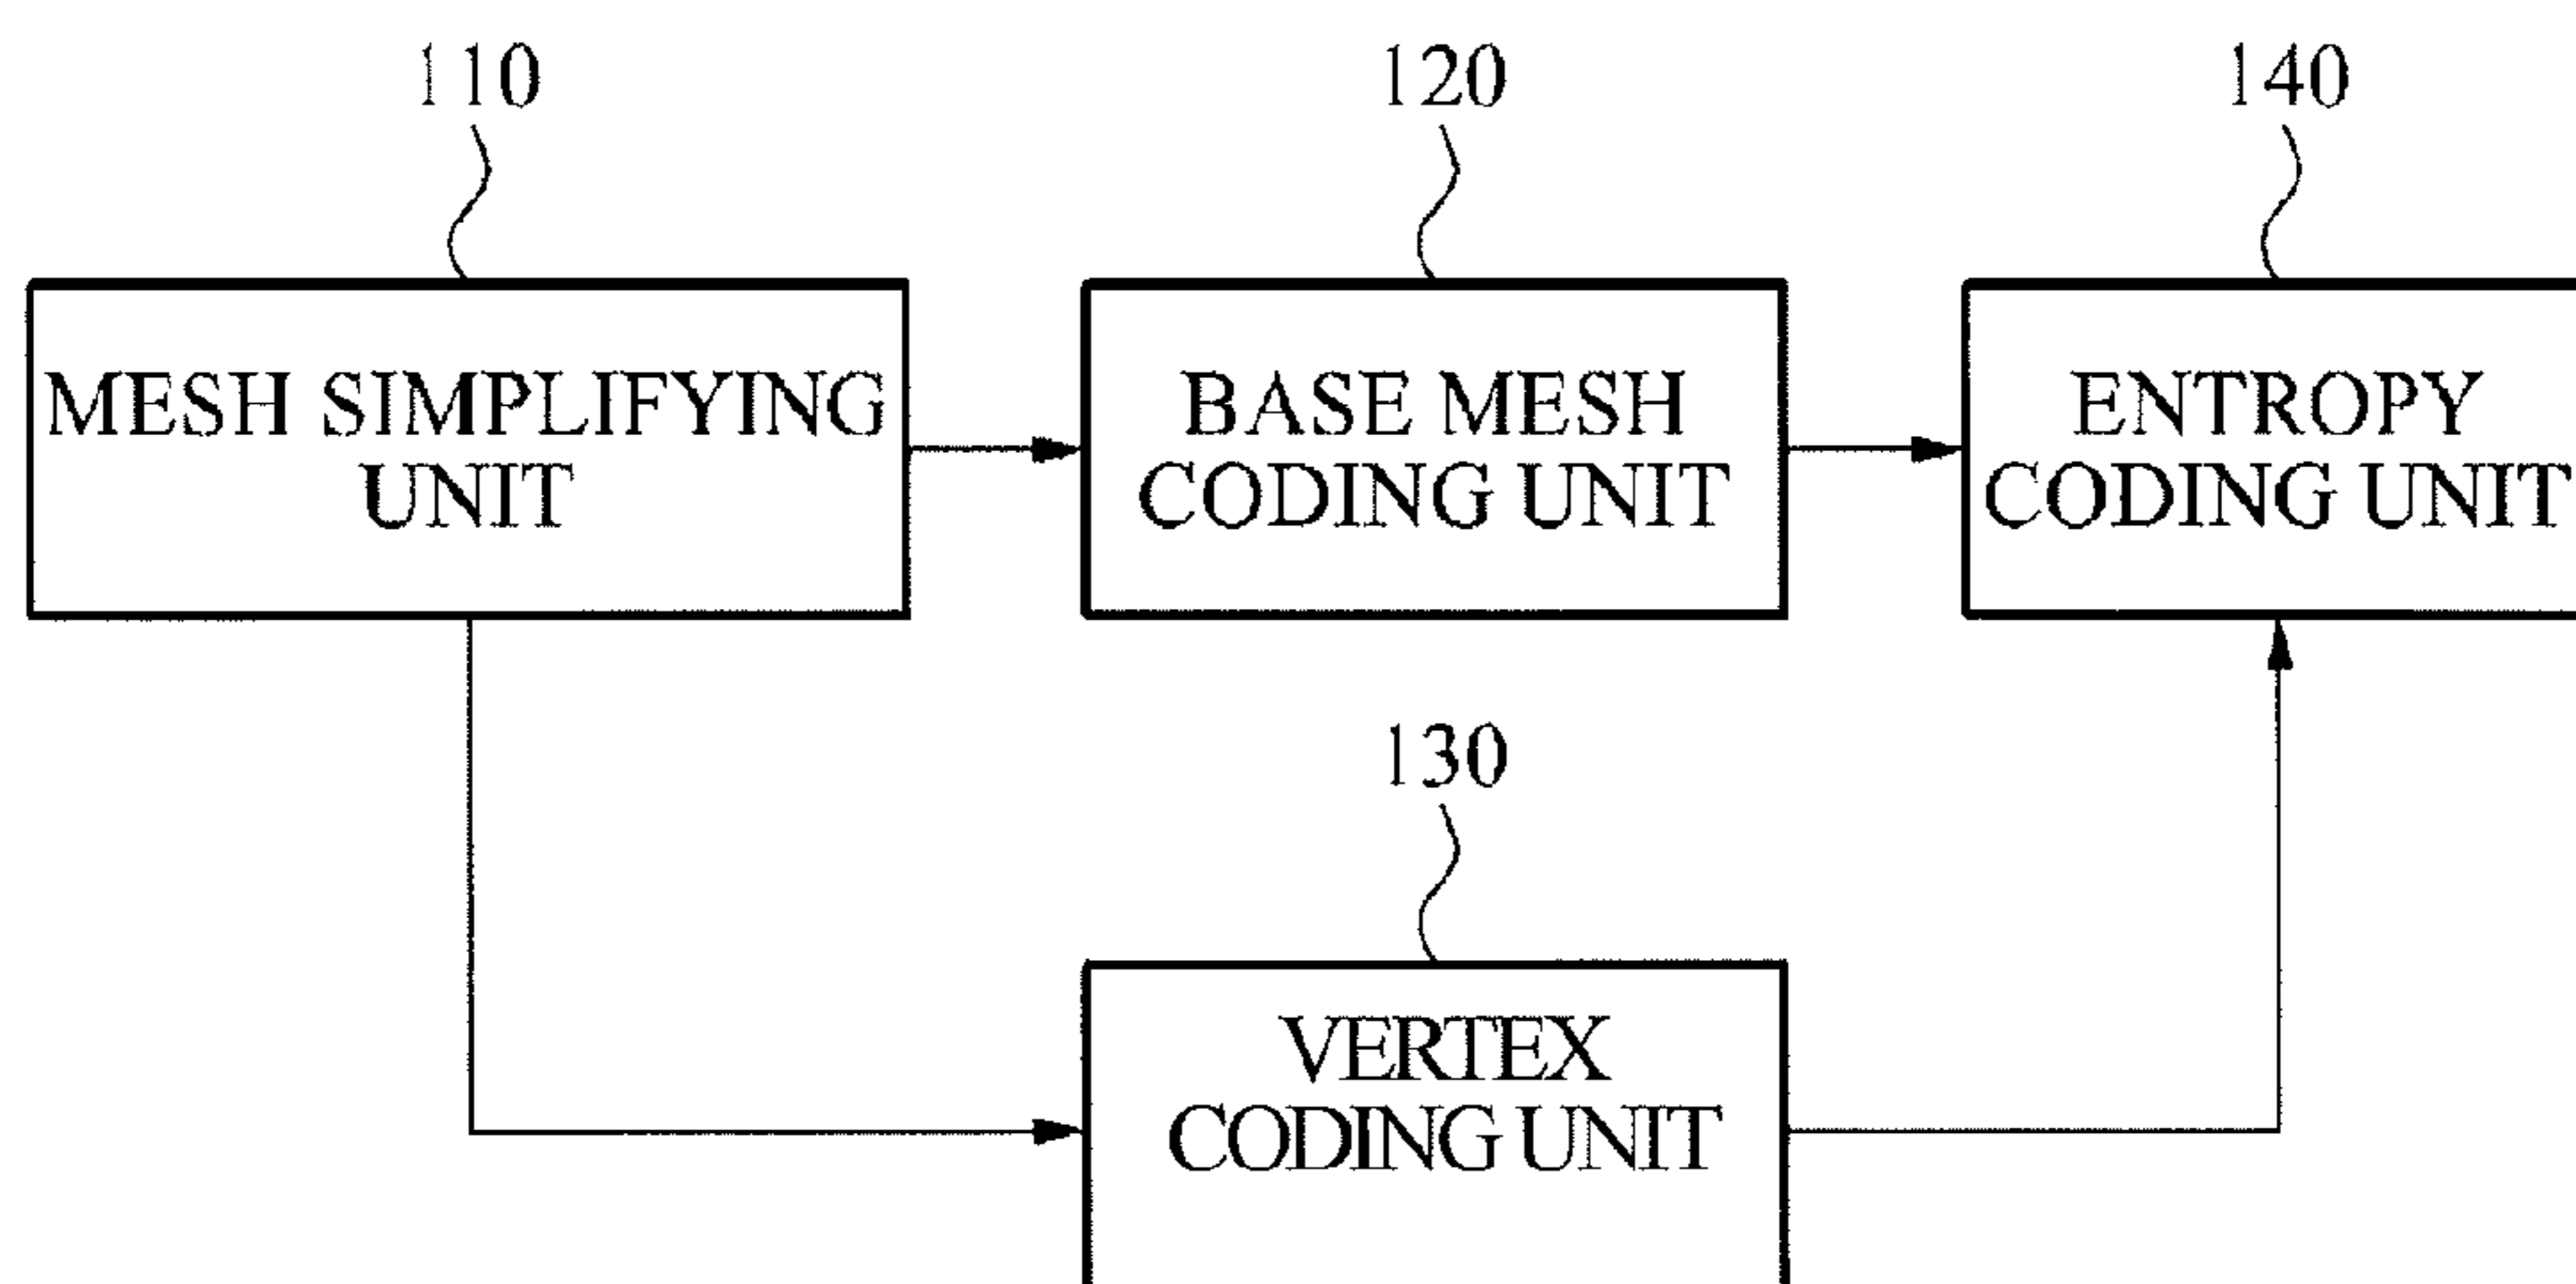 110
120
140
MESH SIMPLIFYING
UNIT
BASE MESH
CODING UNIT
ENTROPY
CODING UNIT
130
VERTEX
CODING UNIT